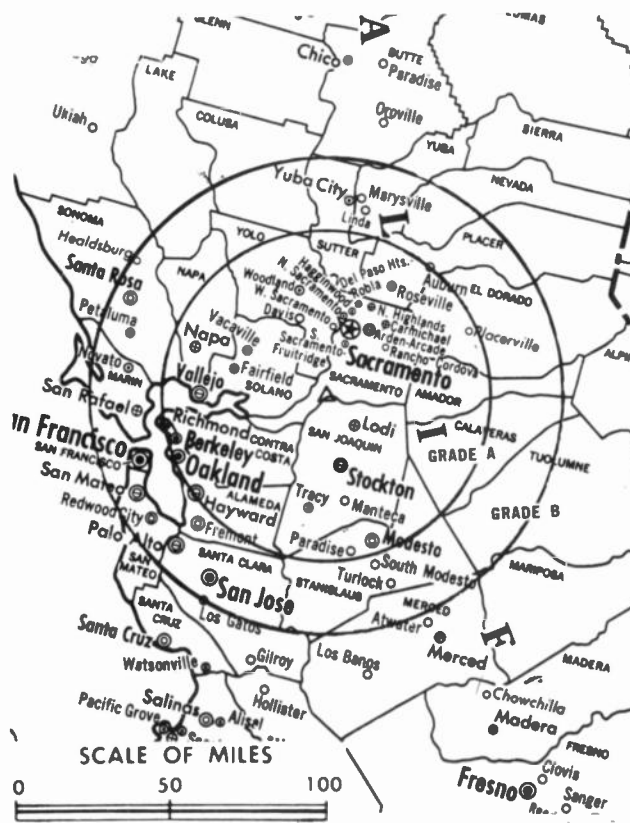 GLENN
A
BUTTE
Chico
Paradise
LAKE
Ukiah
COLUSA
Oroville
SIERRA
YUBA
NEVADA
Yuba City
Marysville
Linda
L
SONOMA
YOLO
SUTTER
PLACER
Healdsburg
NAPA
Del Paso Hts.
Auburn
EL DORADO
Santa Rosa
Hagginwood
Robla
Roseville
N. Sacramento
Woodland
W. Sacramento
N. Highlands
Petaluma
Vacaville
Davis
Carmichael
Placerville
Napa
S. Sacramento-
Fruitridge
Arden-Arcade
Rancho-Cordova
Sacramento
ALPI
Novato
MARIN
Fairfield
SOLANO
Vallejo
SACRAMENTO
AMADOR
San Rafael
Richmond
Lodi
CALAVERAS
I
an Francisco
Berkeley
CONTRA
COSTA
SAN JOAQUIN
GRADE A
TUOLUMNE
SAN FRANCISCO
Oakland
Stockton
San Mateo
ALAMEDA
Hayward
Tracy
Manteca
GRADE B
Redwood City
Fremont
Palo Alto
Paradise
Modesto
SAN
MATEO
SANTA CLARA
South Modesto
MARIPOSA
San Jose
STANISLAUS
Turlock
SANTA
CRUZ
Los Gatos
MERCED
Atwater
F
Santa Cruz
Merced
Watsonville
Gilroy
Los Banos
MADERA
Hollister
Chowchilla
Salinas
Alisal
Pacific Grove
Madera
FRESNO
SCALE OF MILES
Clovis
Fresno
Sanger
0 50 100